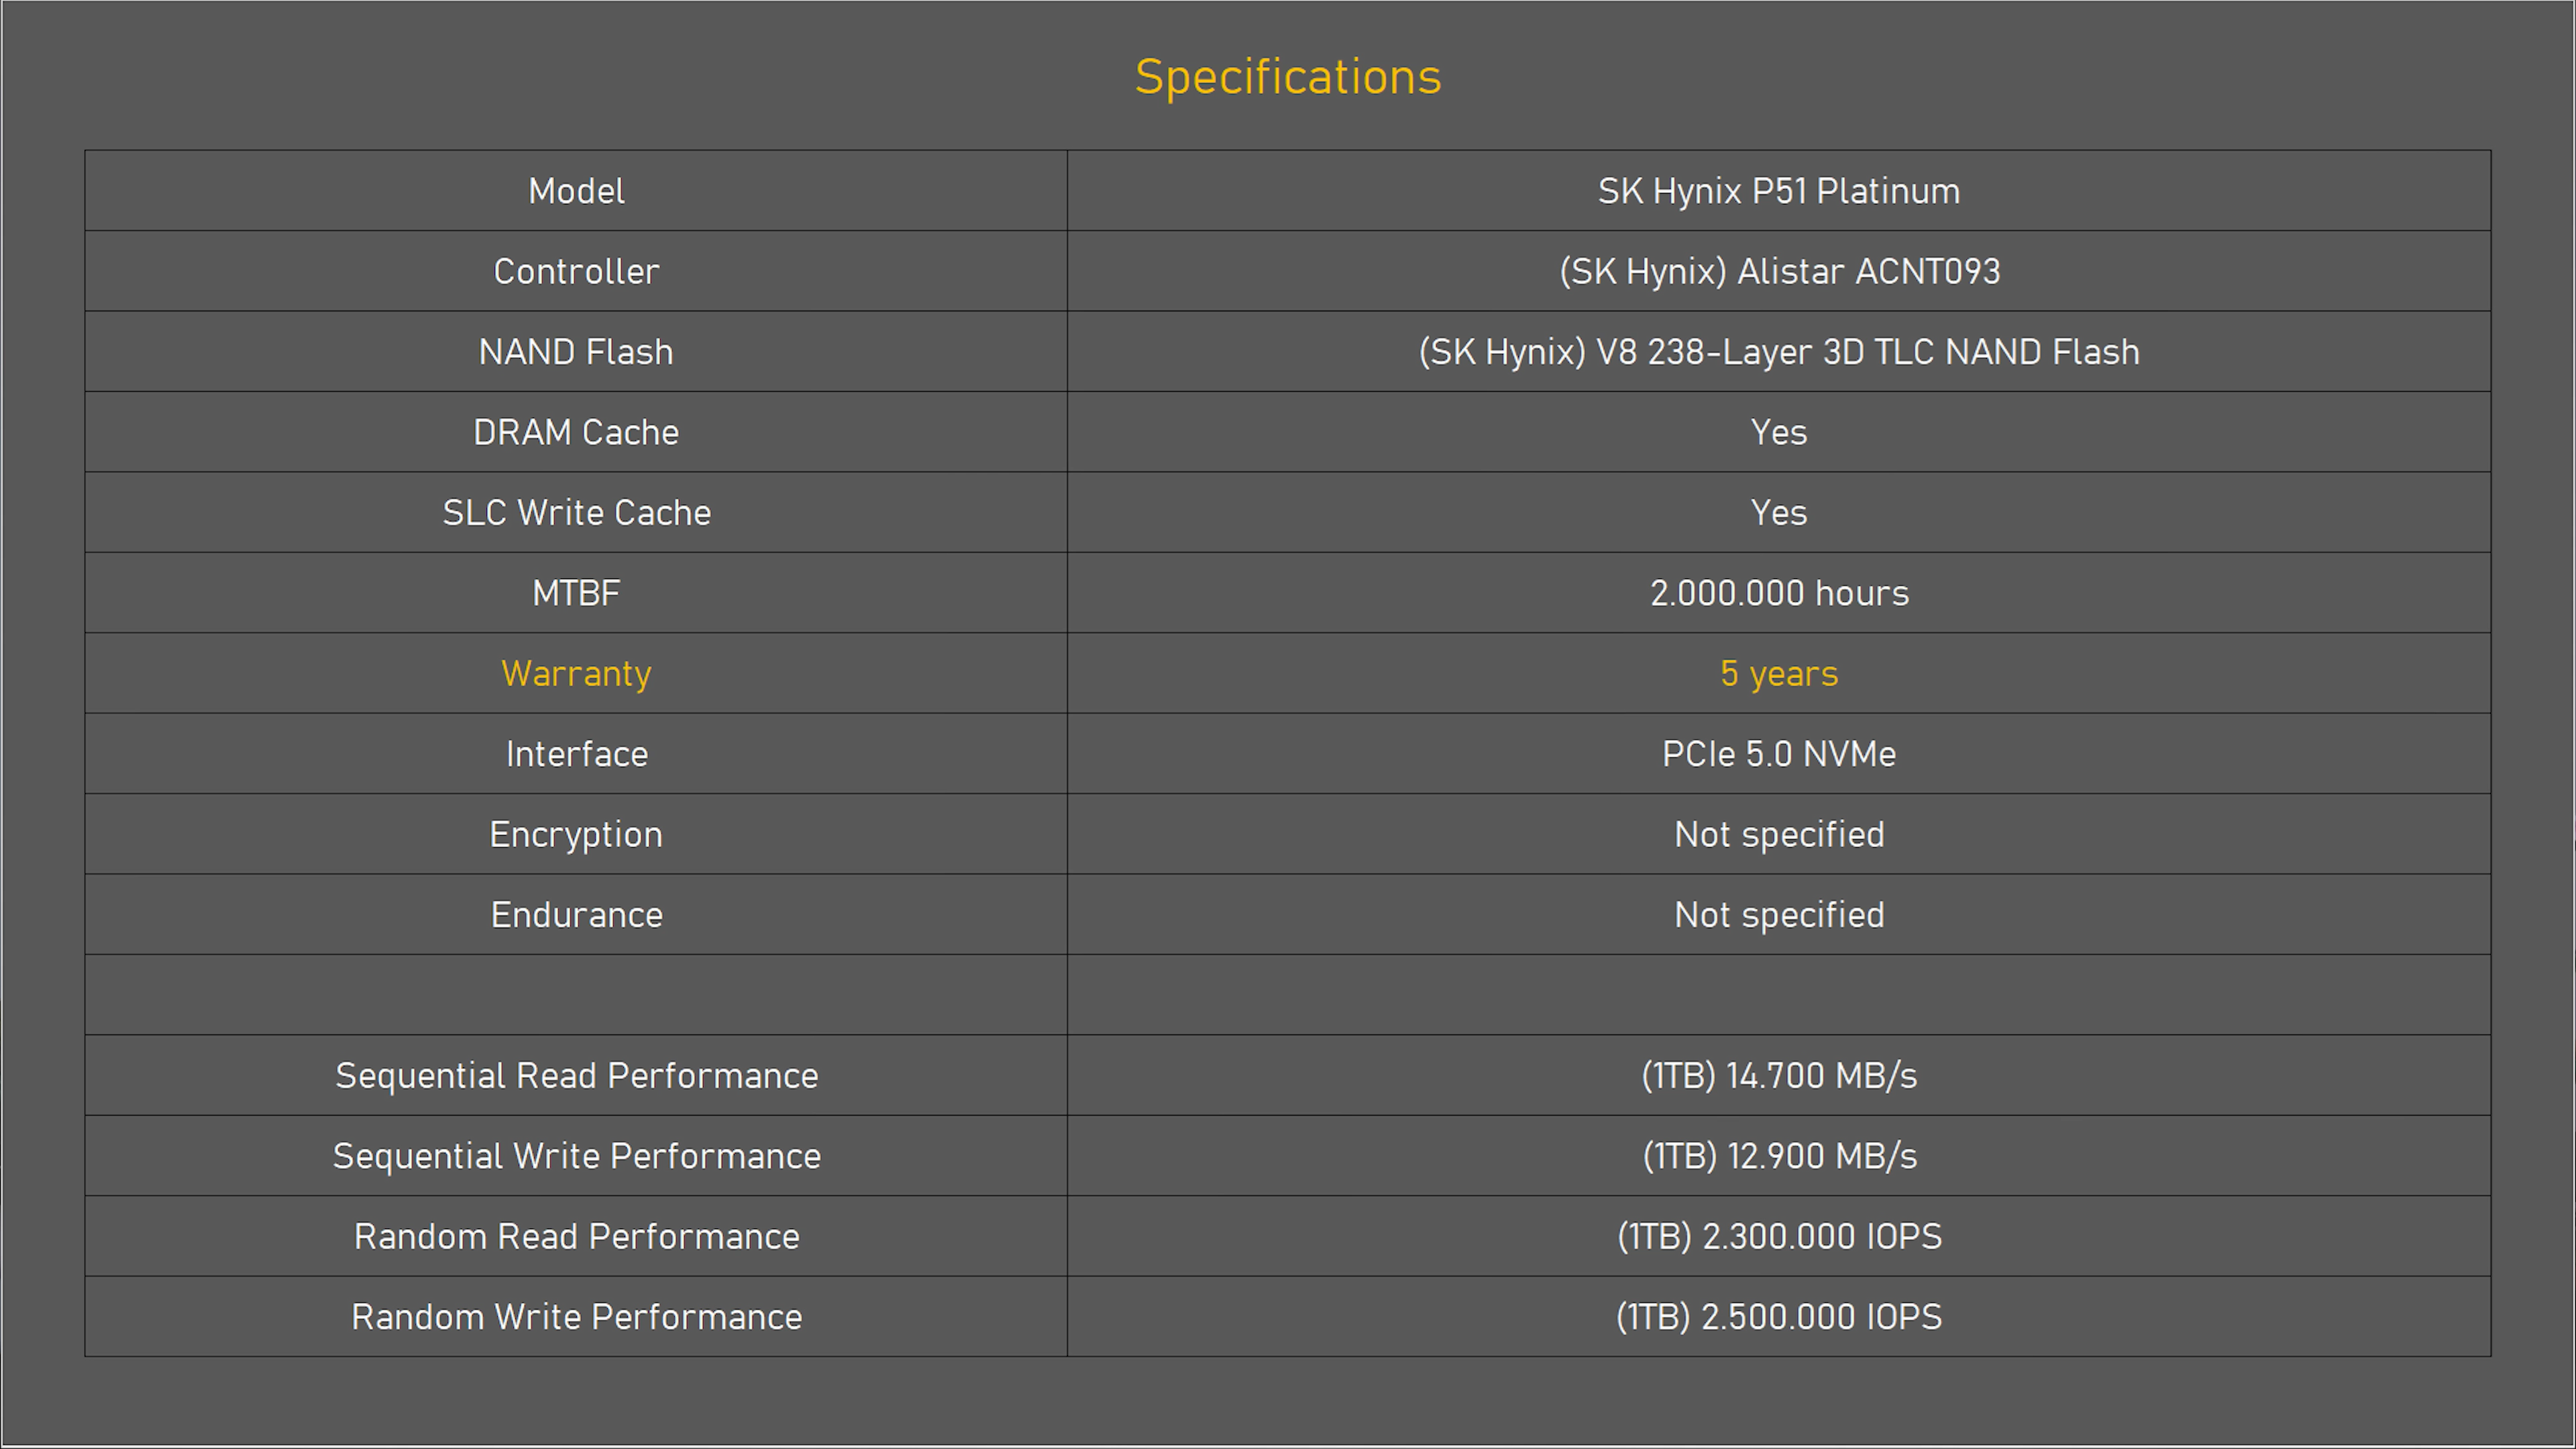 Specifications
Model SK Hynix P51 Platinum
Controller (SK Hynix) Alistar ACNT093
NAND Flash (SK Hynix) V8 238-Layer 3D TLC NAND Flash
DRAM Cache Yes
SLC Write Cache Yes
MTBF 2.000.000 hours
Warranty 5 years
Interface PCIe 5.0 NVMe
Encryption Not specified
Endurance Not specified
Sequential Read Performance (1TB) 14.700 MB/s
Sequential Write Performance (1TB) 12.900 MB/s
Random Read Performance (1TB) 2.300.000 IOPS
Random Write Performance (1TB) 2.500.000 IOPS